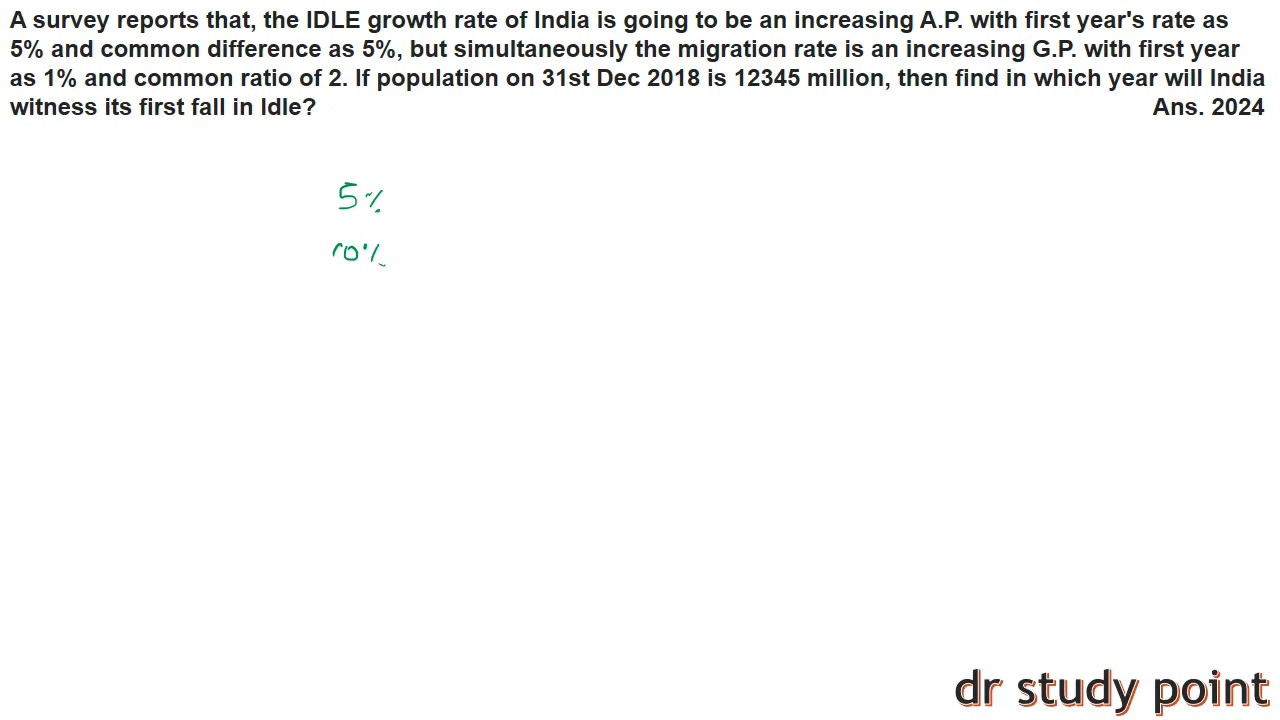 A survey reports that, the IDLE growth rate of India is going to be an increasing A.P. with first year's rate as
5% and common difference as 5%, but simultaneously the migration rate is an increasing G.P. with first year
as 1% and common ratio of 2. If population on 31st Dec 2018 is 12345 million, then find in which year will India
witness its first fall in Idle? Ans. 2024
5%
10%
dr study point